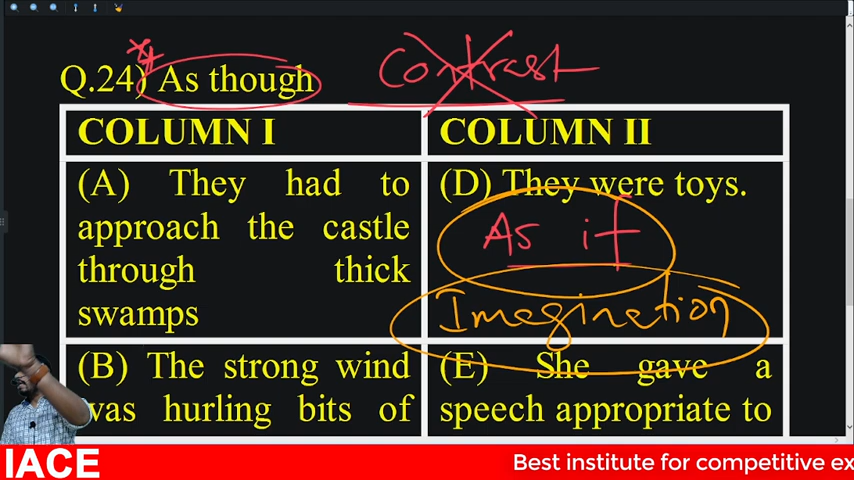 Q.24) As though Contrast
COLUMN I COLUMN II
(A) They had to (D) They were toys.
approach the castle As if
through thick
swamps Imagination
(B) The strong wind (E) She gave a
was hurling bits of speech appropriate to
IACE Best institute for competitive ex